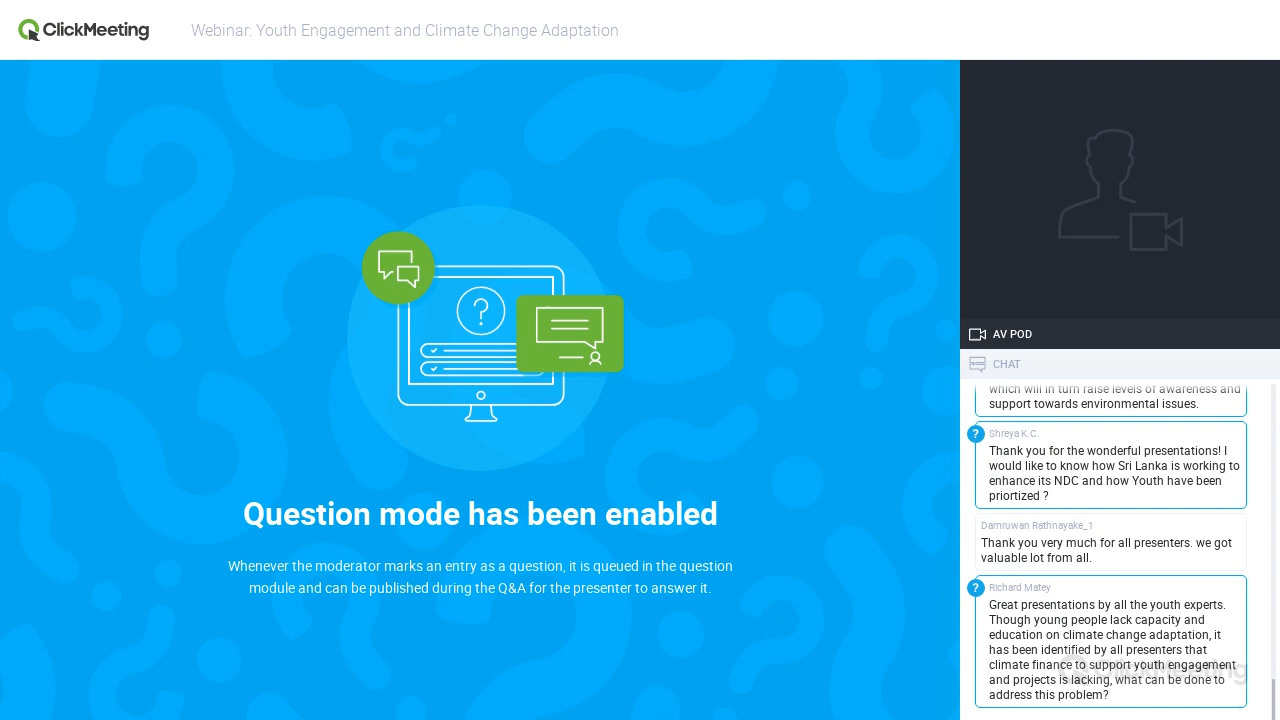 ClickMeeting
Webinar: Youth Engagement and Climate Change Adaptation
?
Question mode has been enabled
Whenever the moderator marks an entry as a question, it is queued in the question
module and can be published during the Q&A for the presenter to answer it.
AV POD
CHAT
which will in turn raise levels of awareness and
support towards environmental issues.
?
Shreya K.C.
Thank you for the wonderful presentations! I
would like to know how Sri Lanka is working to
enhance its NDC and how Youth have been
priortized ?
Damruwan Rathnayake_1
Thank you very much for all presenters. we got
valuable lot from all.
?
Richard Matey
Great presentations by all the youth experts.
Though young people lack capacity and
education on climate change adaptation, it
has been identified by all presenters that
climate finance to support youth engagement
and projects is lacking, what can be done to
address this problem?
ClickMeeting